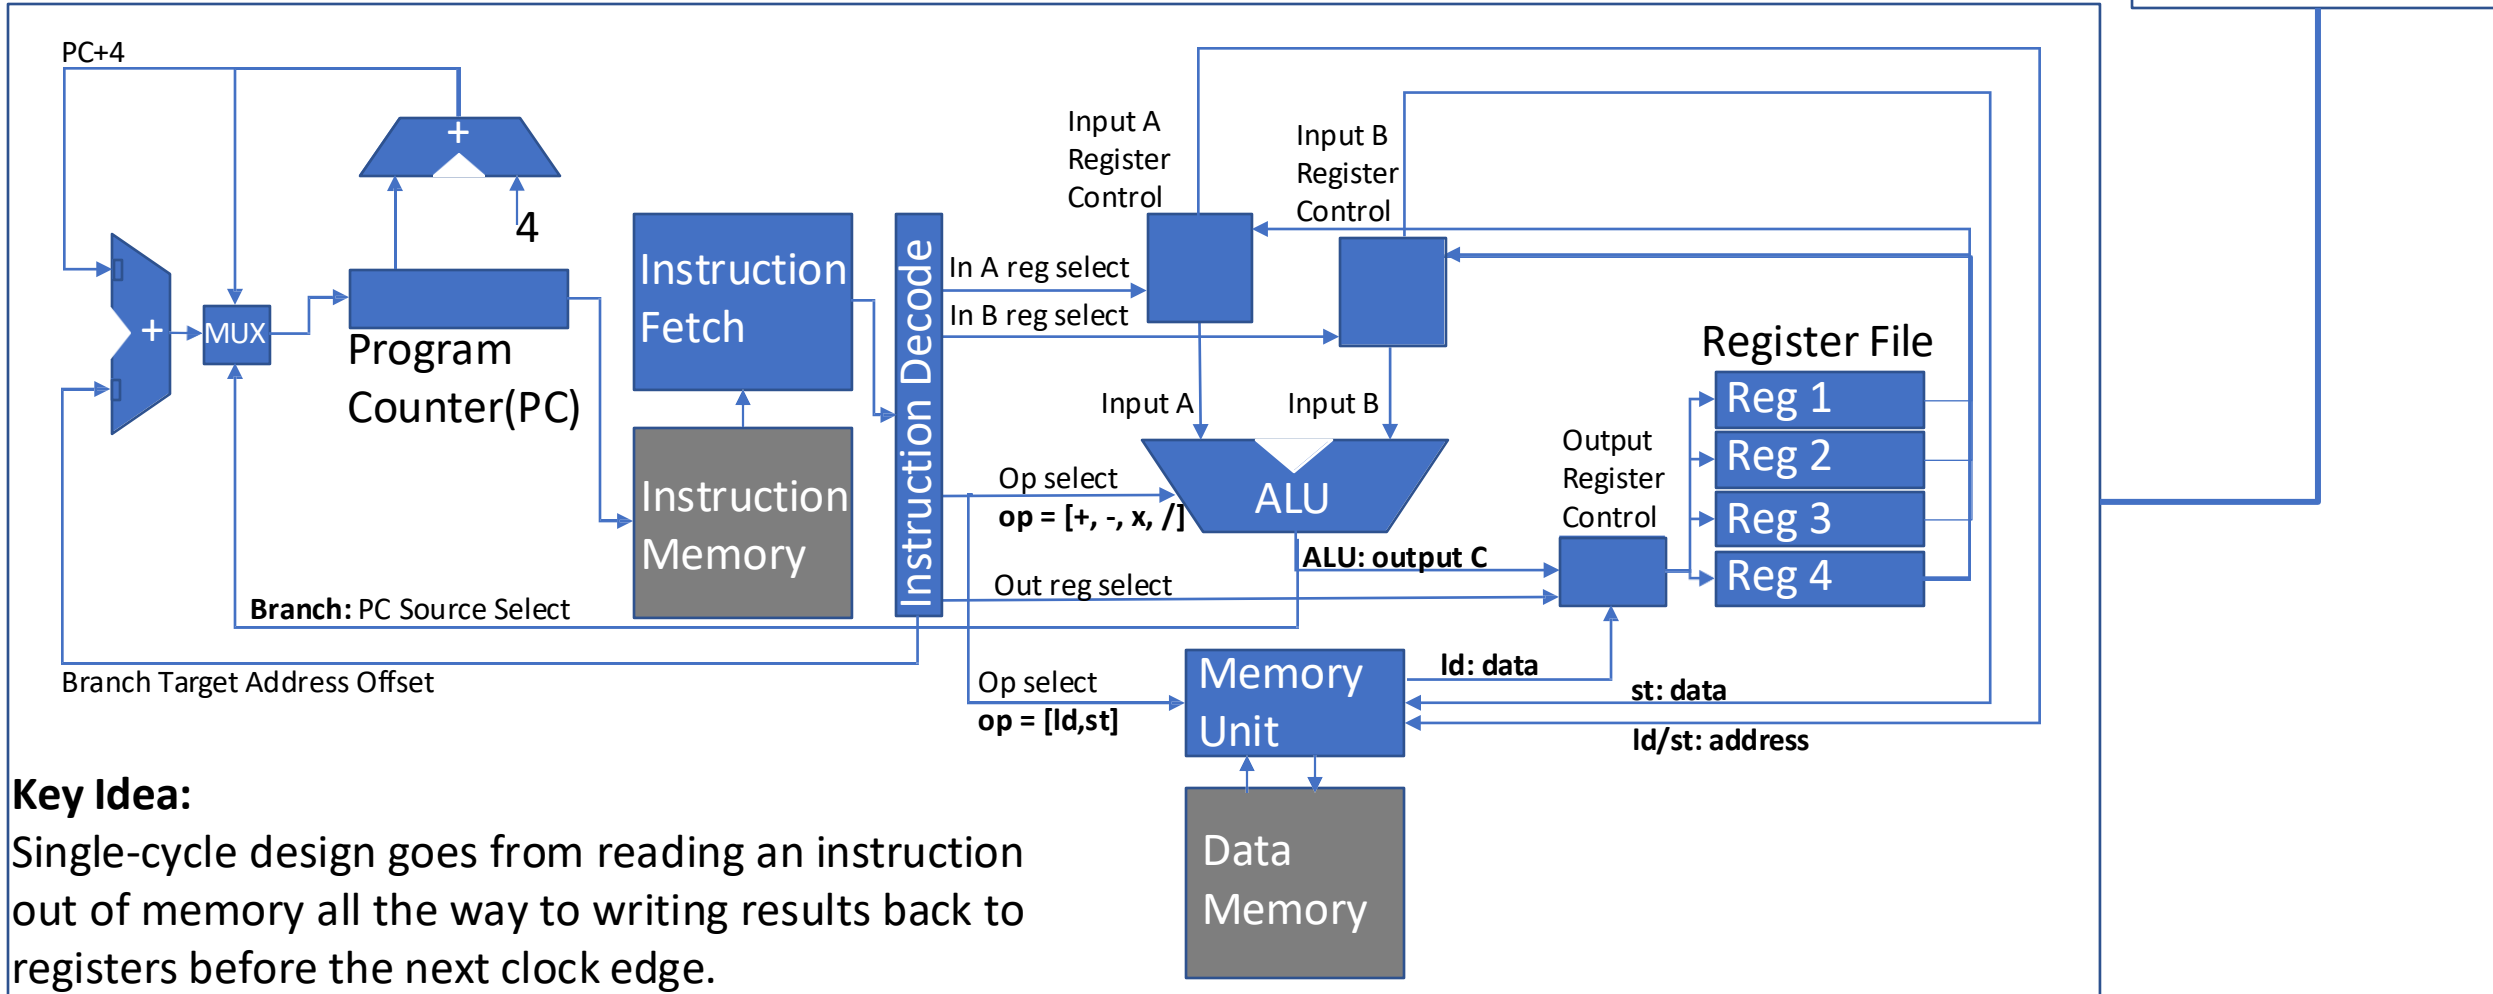 PC+4
+
4
+
MUX
Program
Counter(PC)
Instruction
Fetch
Instruction
Memory
Instruction Decode
Branch: PC Source Select
Branch Target Address Offset
Input A
Register
Control
Input B
Register
Control
In A reg select
In B reg select
Input A
Input B
Op select
op = [+, -, x, /]
ALU
ALU: output C
Out reg select
Output
Register
Control
Register File
Reg 1
Reg 2
Reg 3
Reg 4
Op select
op = [ld,st]
Memory
Unit
ld: data
st: data
ld/st: address
Data
Memory
Key Idea:
Single-cycle design goes from reading an instruction
out of memory all the way to writing results back to
registers before the next clock edge.